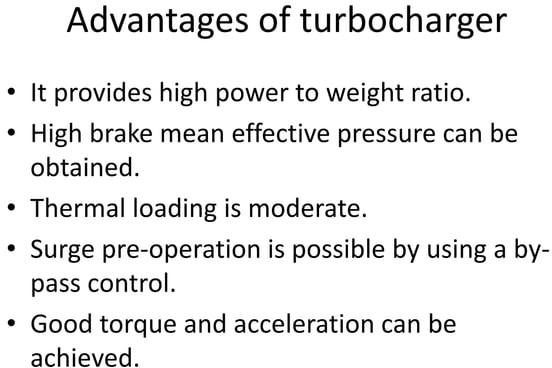 Advantages of turbocharger
• It provides high power to weight ratio.
• High brake mean effective pressure can be
obtained.
• Thermal loading is moderate.
• Surge pre-operation is possible by using a by-
pass control.
• Good torque and acceleration can be
achieved.